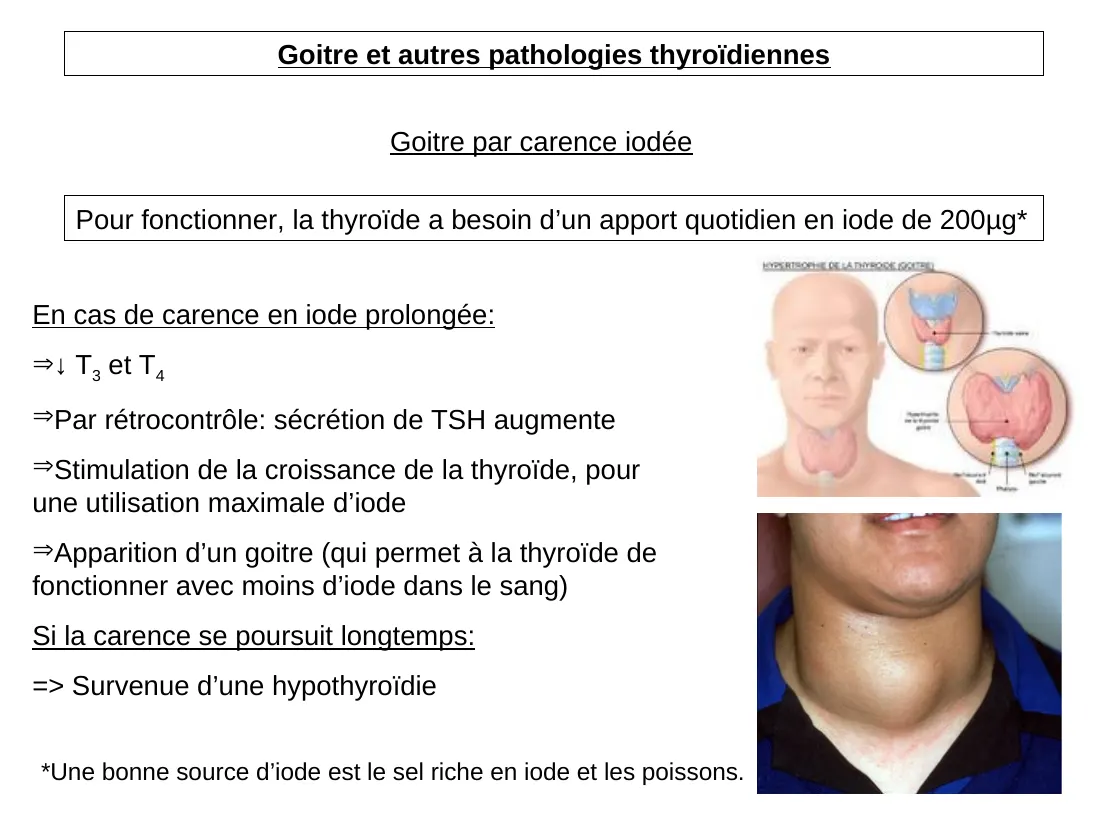 Goitre et autres pathologies thyroïdiennes
Goitre par carence iodée
Pour fonctionner, la thyroïde a besoin d’un apport quotidien en iode de 200µg*
HYPERTROPHIE DE LA THYROIDE (GOITRE)
En cas de carence en iode prolongée:
⇒↓ T3 et T4
⇒Par rétrocontrôle: sécrétion de TSH augmente
⇒Stimulation de la croissance de la thyroïde, pour
une utilisation maximale d’iode
⇒Apparition d’un goitre (qui permet à la thyroïde de
fonctionner avec moins d’iode dans le sang)
Si la carence se poursuit longtemps:
=> Survenue d’une hypothyroïdie
*Une bonne source d’iode est le sel riche en iode et les poissons.